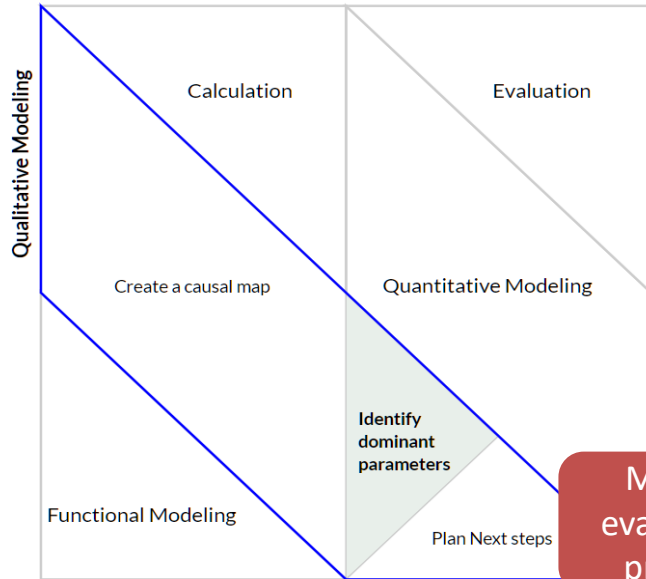 Qualitative Modeling
Calculation
Evaluation
Create a causal map
Quantitative Modeling
Identify
dominant
parameters
Functional Modeling
Plan Next steps